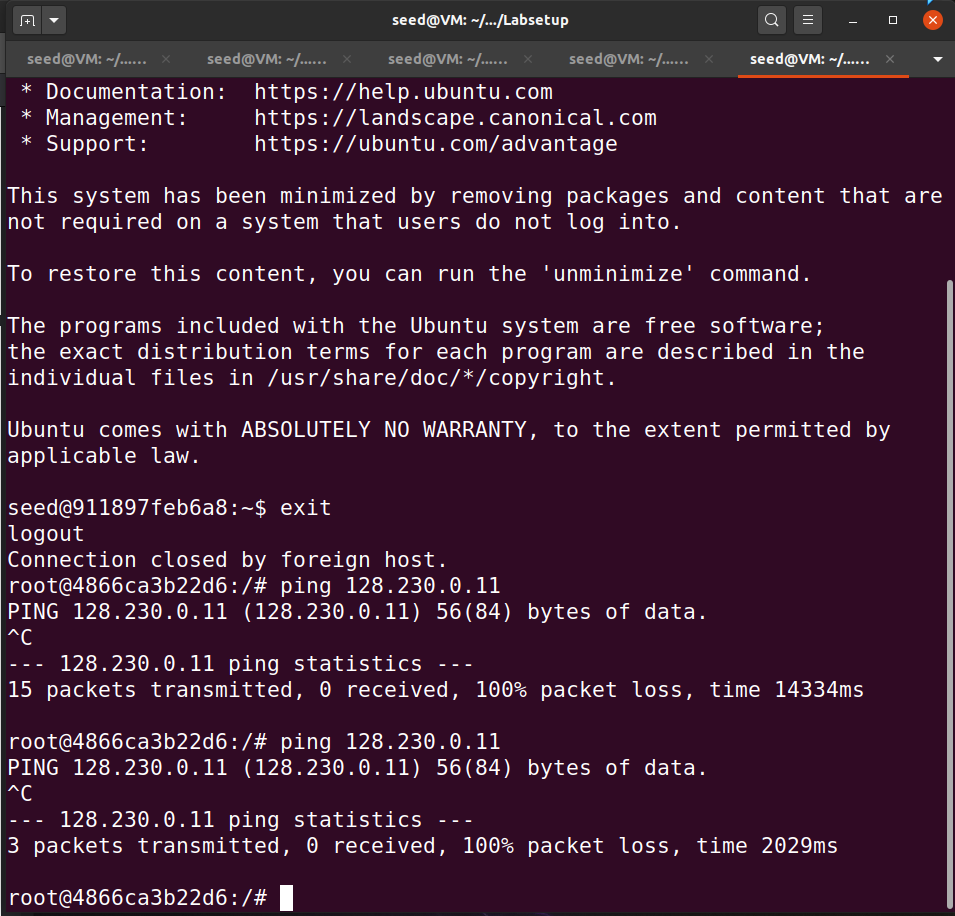 seed@VM: ~/.../Labsetup
seed@VM: ~/...... × seed@VM: ~/...... × seed@VM: ~/...... × seed@VM: ~/...... × seed@VM: ~/...... ×
 * Documentation:  https://help.ubuntu.com
 * Management:     https://landscape.canonical.com
 * Support:        https://ubuntu.com/advantage

This system has been minimized by removing packages and content that are
not required on a system that users do not log into.

To restore this content, you can run the 'unminimize' command.

The programs included with the Ubuntu system are free software;
the exact distribution terms for each program are described in the
individual files in /usr/share/doc/*/copyright.

Ubuntu comes with ABSOLUTELY NO WARRANTY, to the extent permitted by
applicable law.

seed@911897feb6a8:~$ exit
logout
Connection closed by foreign host.
root@4866ca3b22d6:/# ping 128.230.0.11
PING 128.230.0.11 (128.230.0.11) 56(84) bytes of data.
^C
--- 128.230.0.11 ping statistics ---
15 packets transmitted, 0 received, 100% packet loss, time 14334ms

root@4866ca3b22d6:/# ping 128.230.0.11
PING 128.230.0.11 (128.230.0.11) 56(84) bytes of data.
^C
--- 128.230.0.11 ping statistics ---
3 packets transmitted, 0 received, 100% packet loss, time 2029ms

root@4866ca3b22d6:/#